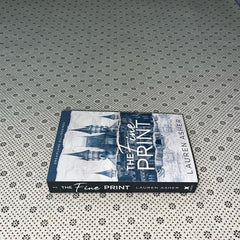 THE Fine
PRINT
LAUREN ASHER
THE Fine PRINT LAUREN ASHER